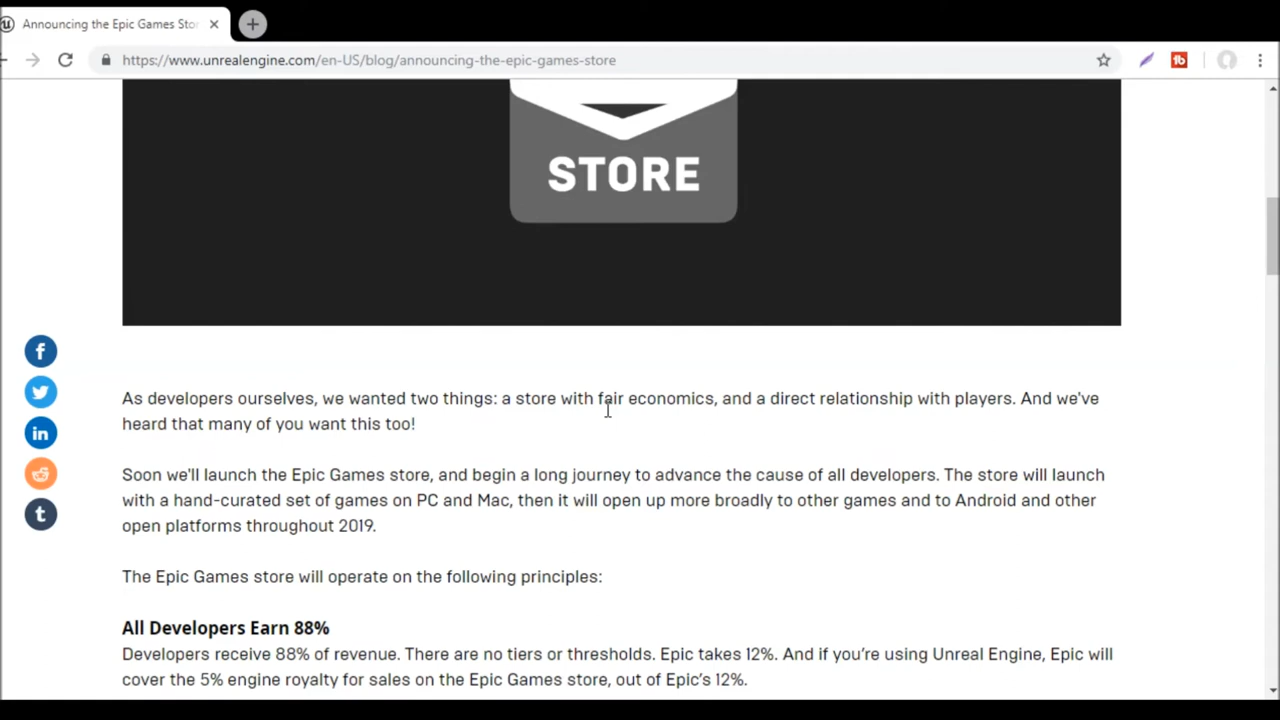 Announcing the Epic Games Stor
https://www.unrealengine.com/en-US/blog/announcing-the-epic-games-store
STORE
As developers ourselves, we wanted two things: a store with fair economics, and a direct relationship with players. And we've
heard that many of you want this too!
Soon we'll launch the Epic Games store, and begin a long journey to advance the cause of all developers. The store will launch
with a hand-curated set of games on PC and Mac, then it will open up more broadly to other games and to Android and other
open platforms throughout 2019.
The Epic Games store will operate on the following principles:
All Developers Earn 88%
Developers receive 88% of revenue. There are no tiers or thresholds. Epic takes 12%. And if you’re using Unreal Engine, Epic will
cover the 5% engine royalty for sales on the Epic Games store, out of Epic’s 12%.